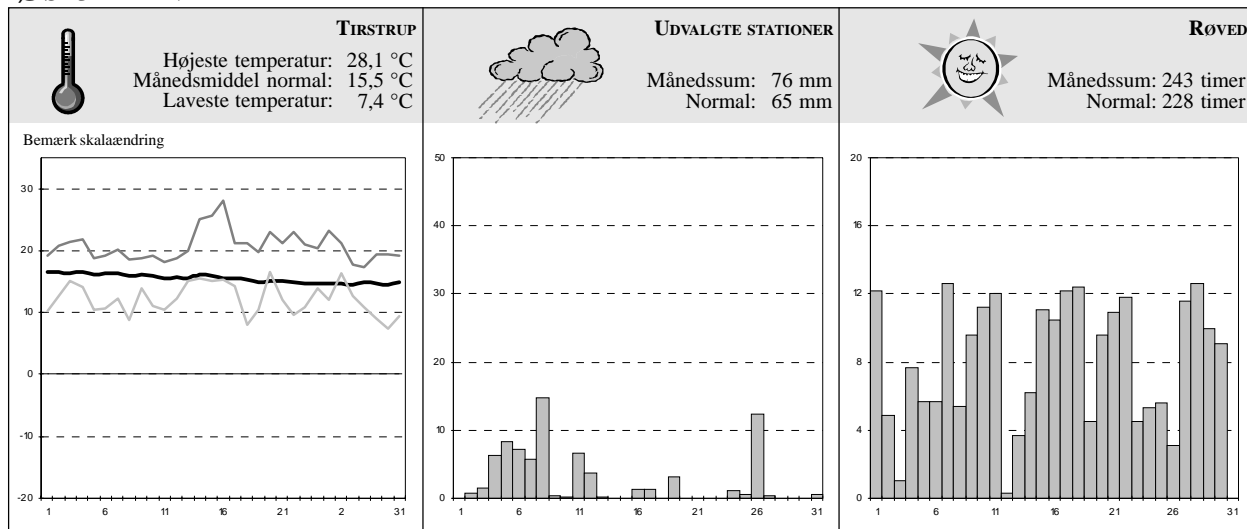 TIRSTRUP
Højeste temperatur: 28,1 °C
Månedsmiddel normal: 15,5 °C
Laveste temperatur: 7,4 °C
Bemærk skalaændring
30
20
10
0
-10
-20
1 6 11 16 21 2 31
UDVALGTE STATIONER
Månedssum: 76 mm
Normal: 65 mm
50
40
30
20
10
0
1 6 11 16 21 26 31
RØVED
Månedssum: 243 timer
Normal: 228 timer
20
16
12
8
4
0
1 6 11 16 21 26 31